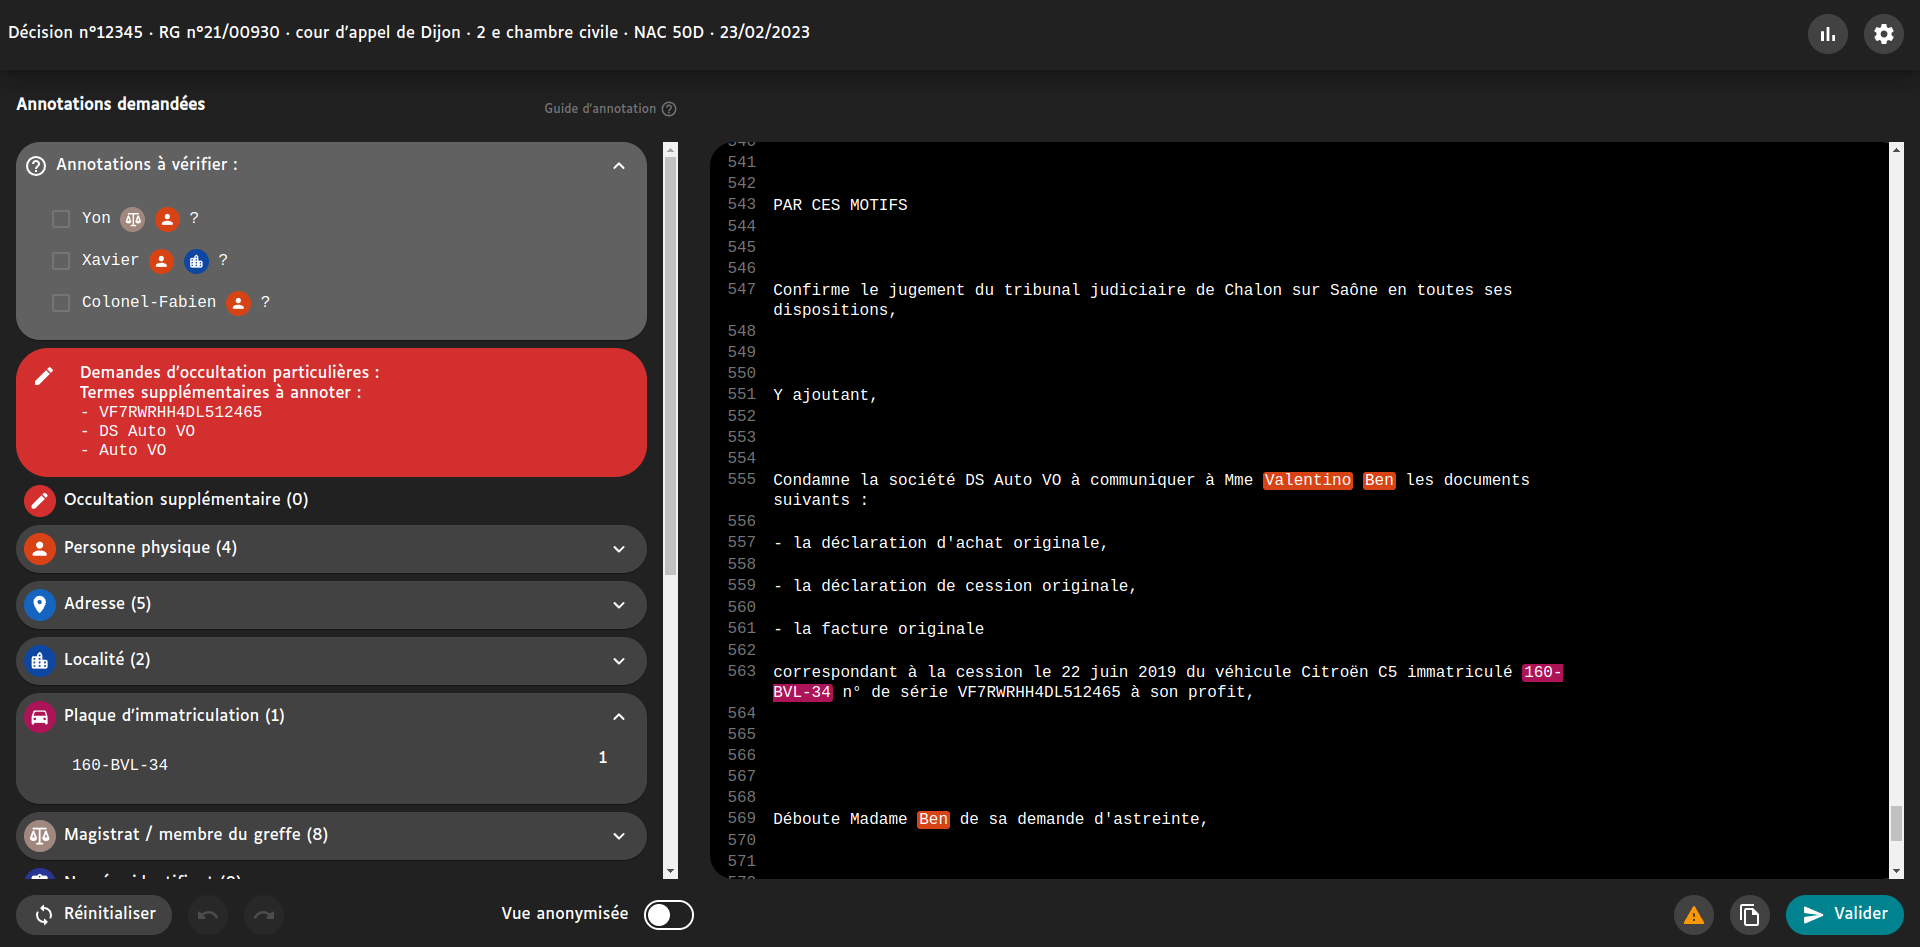 Décision n°12345 · RG n°21/00930 · cour d'appel de Dijon · 2 e chambre civile · NAC 50D · 23/02/2023
Annotations demandées
Guide d'annotation
Annotations à vérifier :
Yon ?
Xavier ?
Colonel-Fabien ?
Demandes d'occultation particulières :
Termes supplémentaires à annoter :
- VF7RWRHH4DL512465
- DS Auto VO
- Auto VO
Occultation supplémentaire (0)
Personne physique (4)
Adresse (5)
Localité (2)
Plaque d'immatriculation (1)
160-BVL-34 1
Magistrat / membre du greffe (8)
Réinitialiser
Vue anonymisée
540
541
542
543 PAR CES MOTIFS
544
545
546
547 Confirme le jugement du tribunal judiciaire de Chalon sur Saône en toutes ses
dispositions,
548
549
550
551 Y ajoutant,
552
553
554
555 Condamne la société DS Auto VO à communiquer à Mme Valentino Ben les documents
suivants :
556
557 - la déclaration d'achat originale,
558
559 - la déclaration de cession originale,
560
561 - la facture originale
562
563 correspondant à la cession le 22 juin 2019 du véhicule Citroën C5 immatriculé 160-
BVL-34 n° de série VF7RWRHH4DL512465 à son profit,
564
565
566
567
568
569 Déboute Madame Ben de sa demande d'astreinte,
570
571
572
Valider